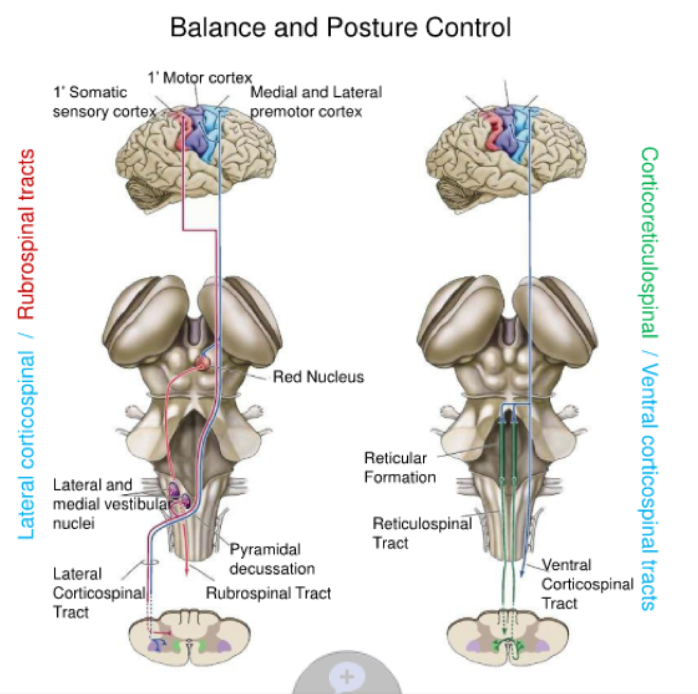 Balance and Posture Control
1' Motor cortex
1' Somatic
sensory cortex
Medial and Lateral
premotor cortex
Lateral corticospinal / Rubrospinal tracts
Corticoreticulospinal / Ventral corticospinal tracts
Red Nucleus
Lateral and
medial vestibular
nuclei
Pyramidal
decussation
Lateral
Corticospinal
Tract
Rubrospinal Tract
Reticular
Formation
Reticulospinal
Tract
Ventral
Corticospinal
Tract